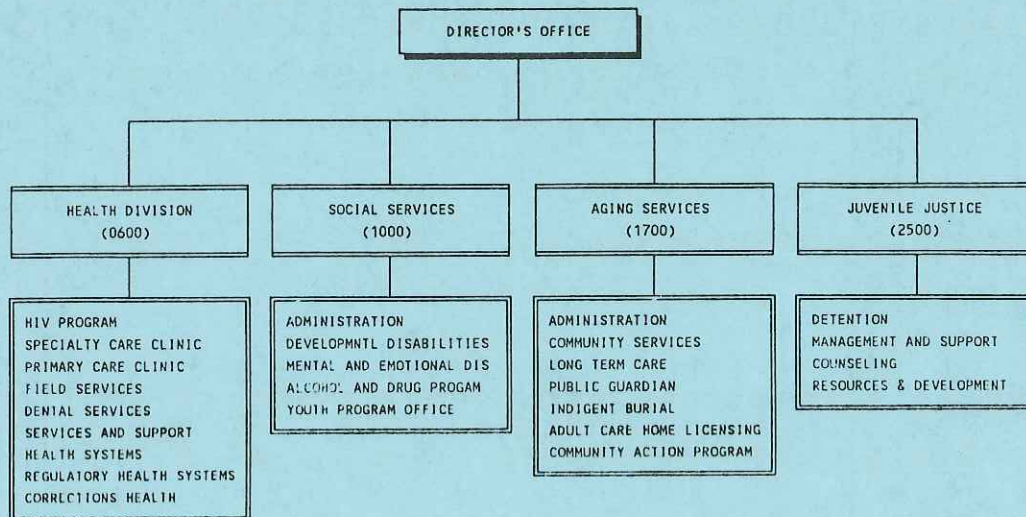 DIRECTOR'S OFFICE
HEALTH DIVISION
(0600)
SOCIAL SERVICES
(1000)
AGING SERVICES
(1700)
JUVENILE JUSTICE
(2500)
HIV PROGRAM
SPECIALTY CARE CLINIC
PRIMARY CARE CLINIC
FIELD SERVICES
DENTAL SERVICES
SERVICES AND SUPPORT
HEALTH SYSTEMS
REGULATORY HEALTH SYSTEMS
CORRECTIONS HEALTH
ADMINISTRATION
DEVELOPMNTL DISABILITIES
MENTAL AND EMOTIONAL DIS
ALCOHOL AND DRUG PROGAM
YOUTH PROGRAM OFFICE
ADMINISTRATION
COMMUNITY SERVICES
LONG TERM CARE
PUBLIC GUARDIAN
INDIGENT BURIAL
ADULT CARE HOME LICENSING
COMMUNITY ACTION PROGRAM
DETENTION
MANAGEMENT AND SUPPORT
COUNSELING
RESOURCES & DEVELOPMENT